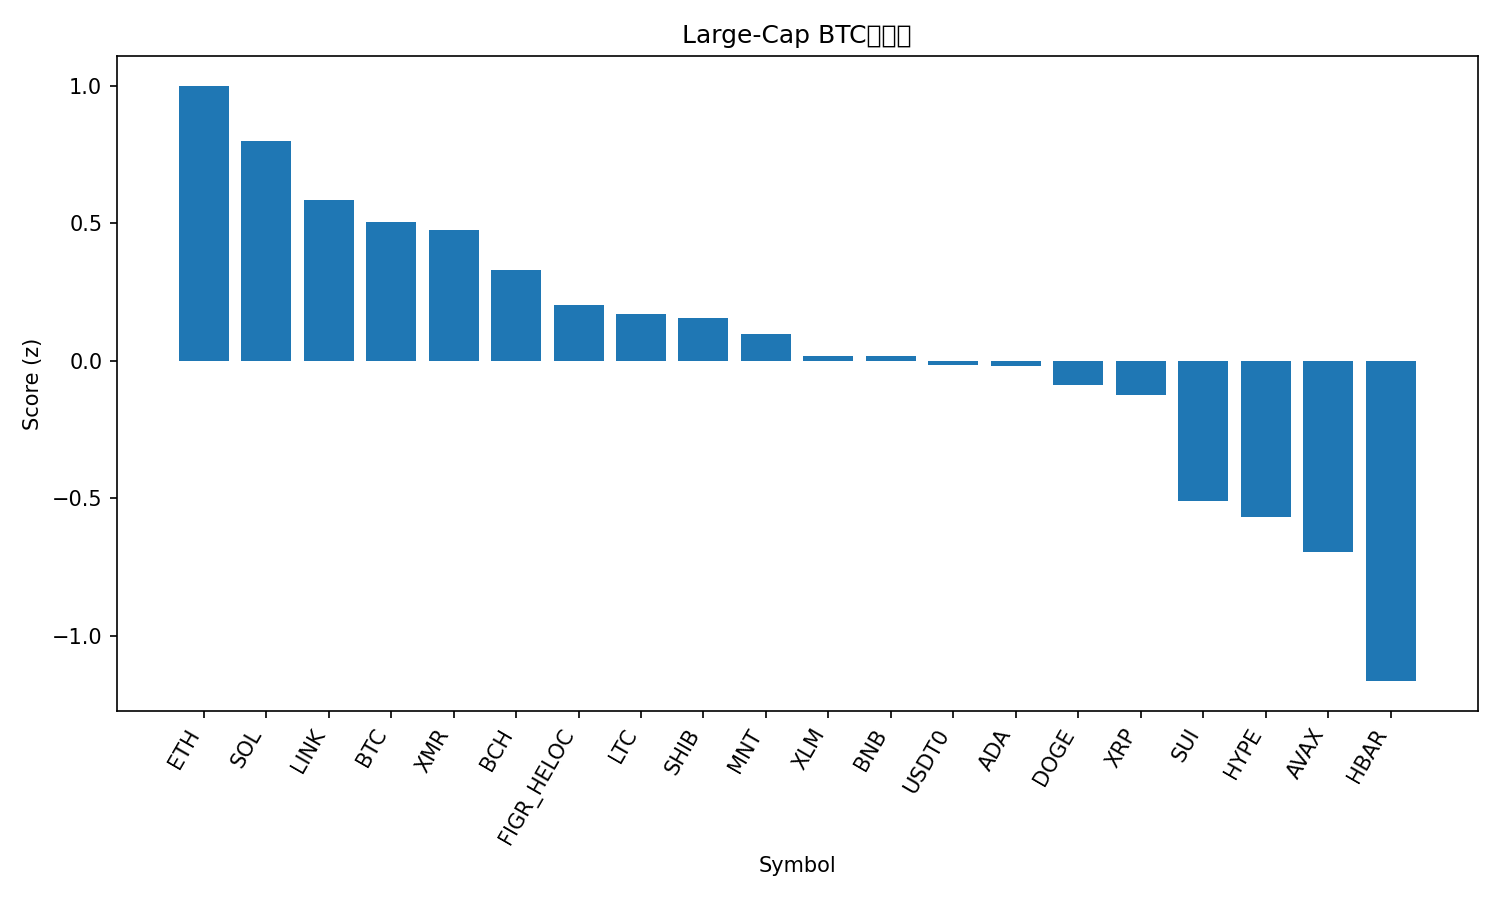 Large-Cap BTC
1.0
0.5
0.0
−0.5
−1.0
Score (z)
ETH
SOL
LINK
BTC
XMR
BCH
FIGR_HELOC
LTC
SHIB
MNT
XLM
BNB
USDT0
ADA
DOGE
XRP
SUI
HYPE
AVAX
HBAR
Symbol